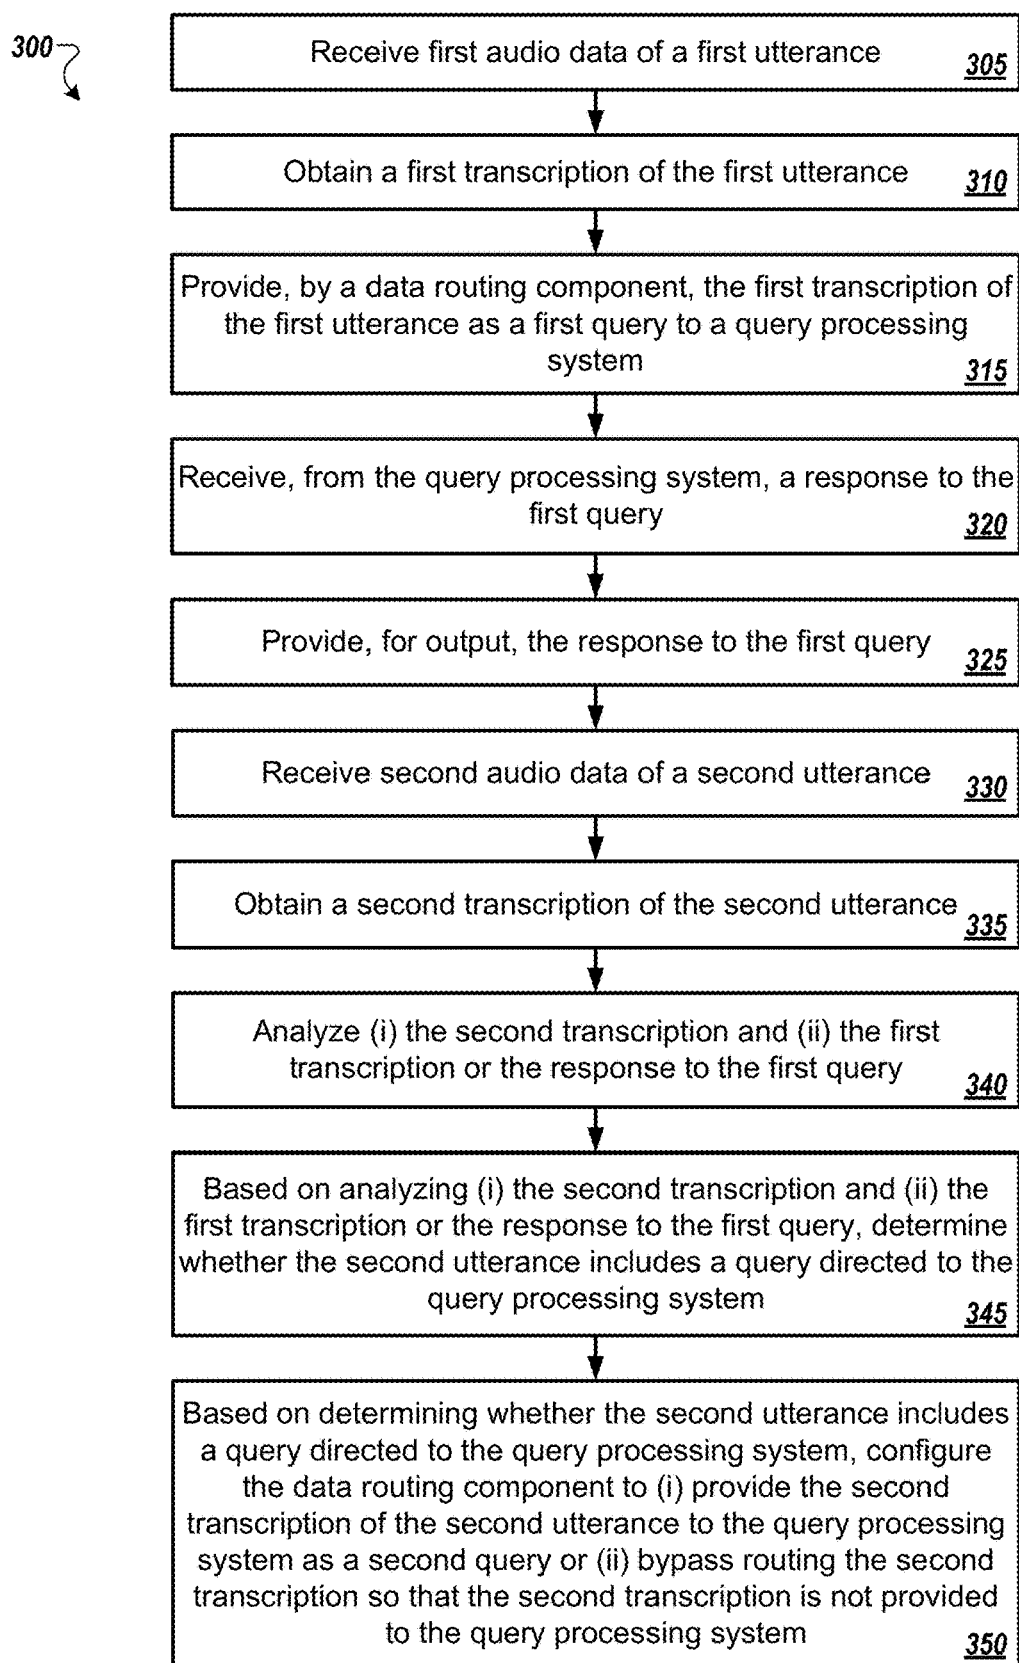 300
Receive first audio data of a first utterance
305
Obtain a first transcription of the first utterance
310
Provide, by a data routing component, the first transcription of
the first utterance as a first query to a query processing
system
315
Receive, from the query processing system, a response to the
first query
320
Provide, for output, the response to the first query
325
Receive second audio data of a second utterance
330
Obtain a second transcription of the second utterance
335
Analyze (i) the second transcription and (ii) the first
transcription or the response to the first query
340
Based on analyzing (i) the second transcription and (ii) the
first transcription or the response to the first query, determine
whether the second utterance includes a query directed to the
query processing system
345
Based on determining whether the second utterance includes
a query directed to the query processing system, configure
the data routing component to (i) provide the second
transcription of the second utterance to the query processing
system as a second query or (ii) bypass routing the second
transcription so that the second transcription is not provided
to the query processing system
350